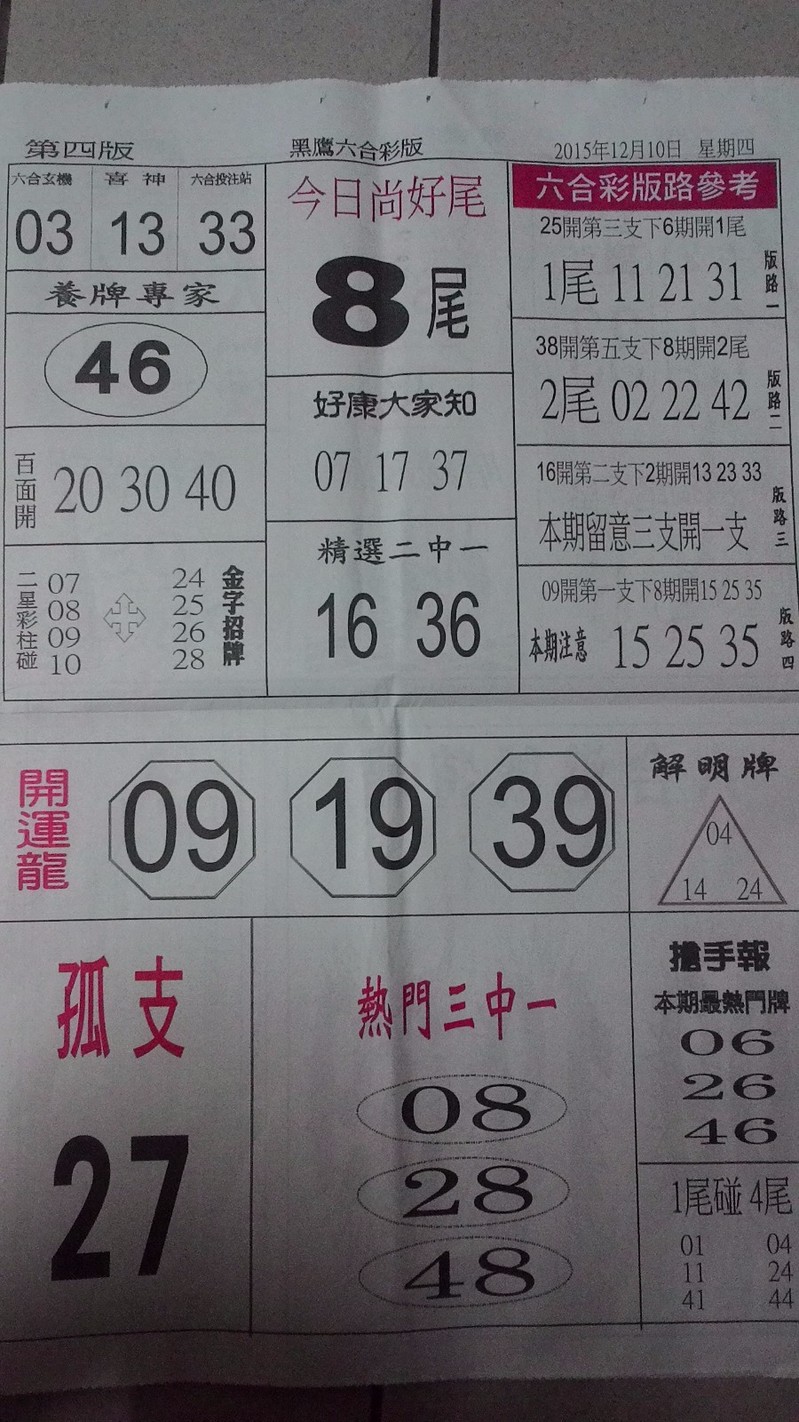 第四版
黑鷹六合彩版
2015年12月10日 星期四
六合玄機
喜神
六合投注站
03
13
33
養牌專家
46
百面開
20 30 40
二星彩柱碰
07
08
09
10
24
25
26
28
金字招牌
今日尚好尾
8尾
好康大家知
07 17 37
精選二中一
16 36
六合彩版路參考
25開第三支下6期開1尾
1尾 11 21 31
版路一
38開第五支下8期開2尾
2尾 02 22 42
版路二
16開第二支下2期開13 23 33
本期留意三支開一支
版路三
09開第一支下8期開15 25 35
本期注意 15 25 35
版路四
開運龍
09
19
39
解明牌
04
14 24
孤支
27
熱門三中一
08
28
48
搶手報
本期最熱門牌
06
26
46
1尾碰 4尾
01 04
11 24
41 44